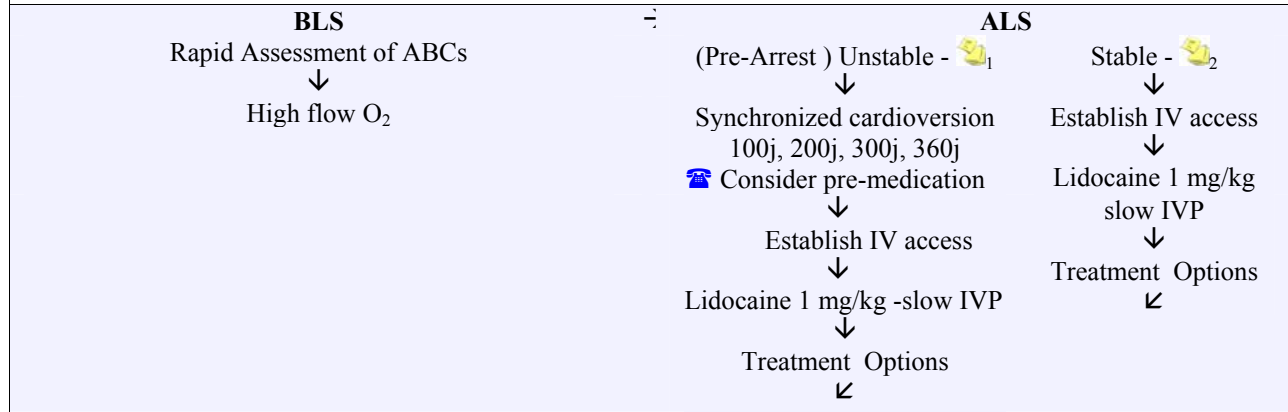 BLS
Rapid Assessment of ABCs
↓
High flow O₂
→
ALS
(Pre-Arrest ) Unstable - 1
↓
Synchronized cardioversion
100j, 200j, 300j, 360j
☎ Consider pre-medication
↓
Establish IV access
↓
Lidocaine 1 mg/kg -slow IVP
↓
Treatment Options
↙
Stable - 2
↓
Establish IV access
↓
Lidocaine 1 mg/kg
slow IVP
↓
Treatment Options
↙